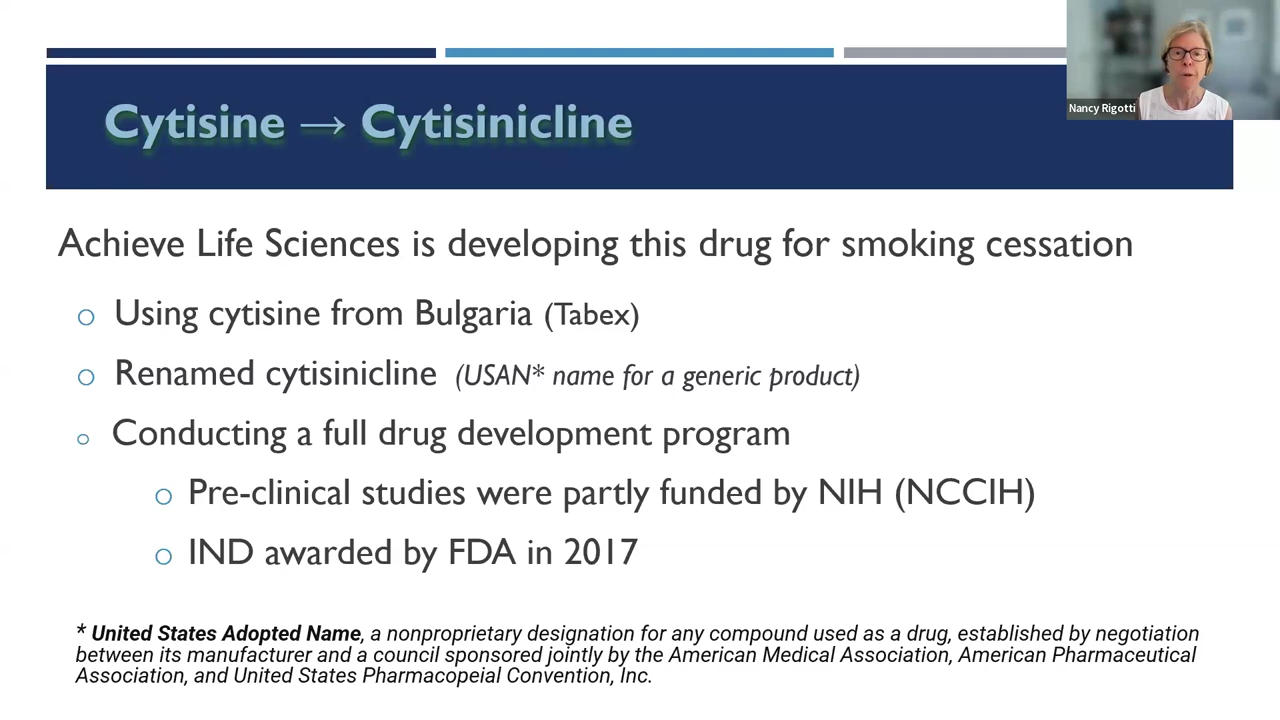 Cytisine → Cytisinicline
Nancy Rigotti
Achieve Life Sciences is developing this drug for smoking cessation
o Using cytisine from Bulgaria (Tabex)
o Renamed cytisinicline (USAN* name for a generic product)
o Conducting a full drug development program
o Pre-clinical studies were partly funded by NIH (NCCIH)
o IND awarded by FDA in 2017
* United States Adopted Name, a nonproprietary designation for any compound used as a drug, established by negotiation
between its manufacturer and a council sponsored jointly by the American Medical Association, American Pharmaceutical
Association, and United States Pharmacopeial Convention, Inc.